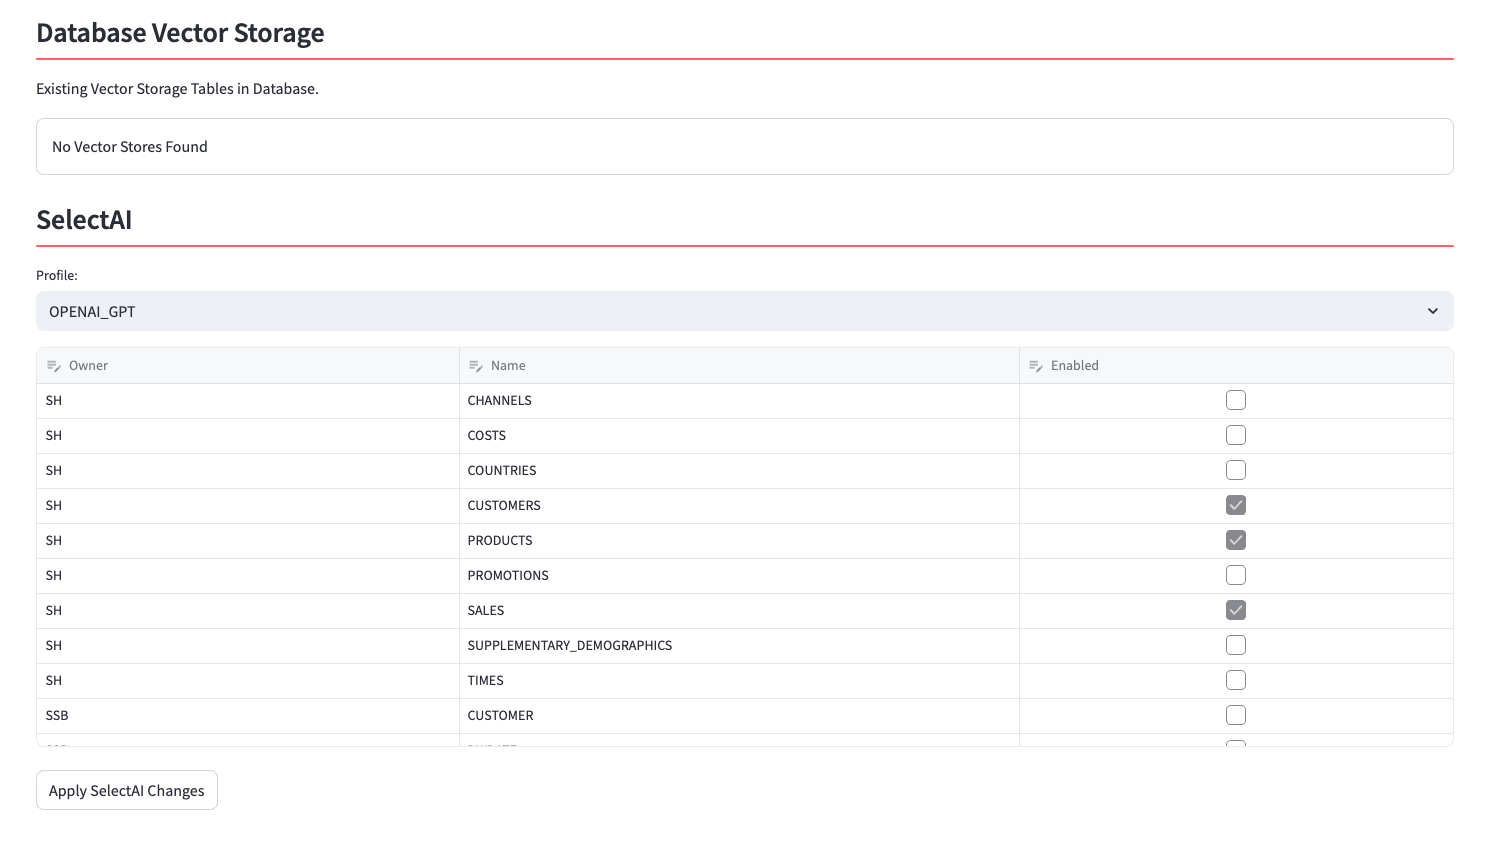 Database Vector Storage
Existing Vector Storage Tables in Database.
No Vector Stores Found
SelectAI
Profile:
OPENAI_GPT
Owner Name Enabled
SH CHANNELS
SH COSTS
SH COUNTRIES
SH CUSTOMERS
SH PRODUCTS
SH PROMOTIONS
SH SALES
SH SUPPLEMENTARY_DEMOGRAPHICS
SH TIMES
SSB CUSTOMER
Apply SelectAI Changes